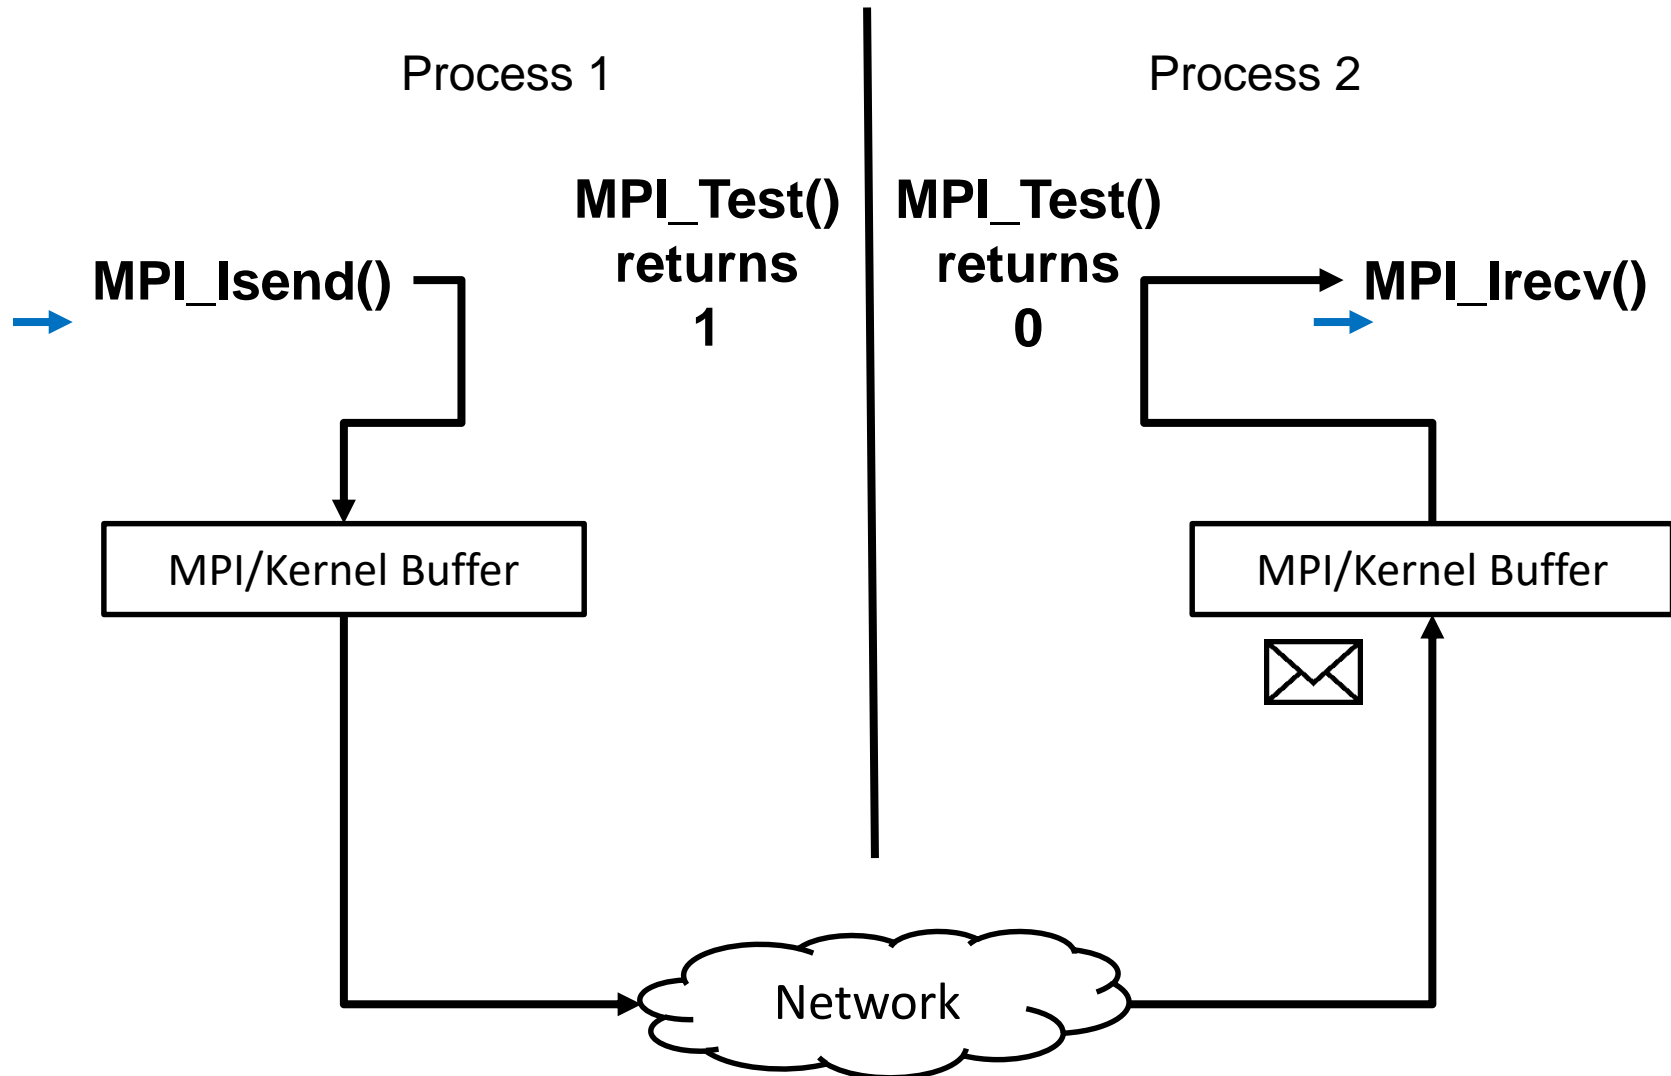 Process 1
Process 2
MPI_Isend()
MPI_Test()
returns
1
MPI_Test()
returns
0
MPI_Irecv()
MPI/Kernel Buffer
MPI/Kernel Buffer
Network